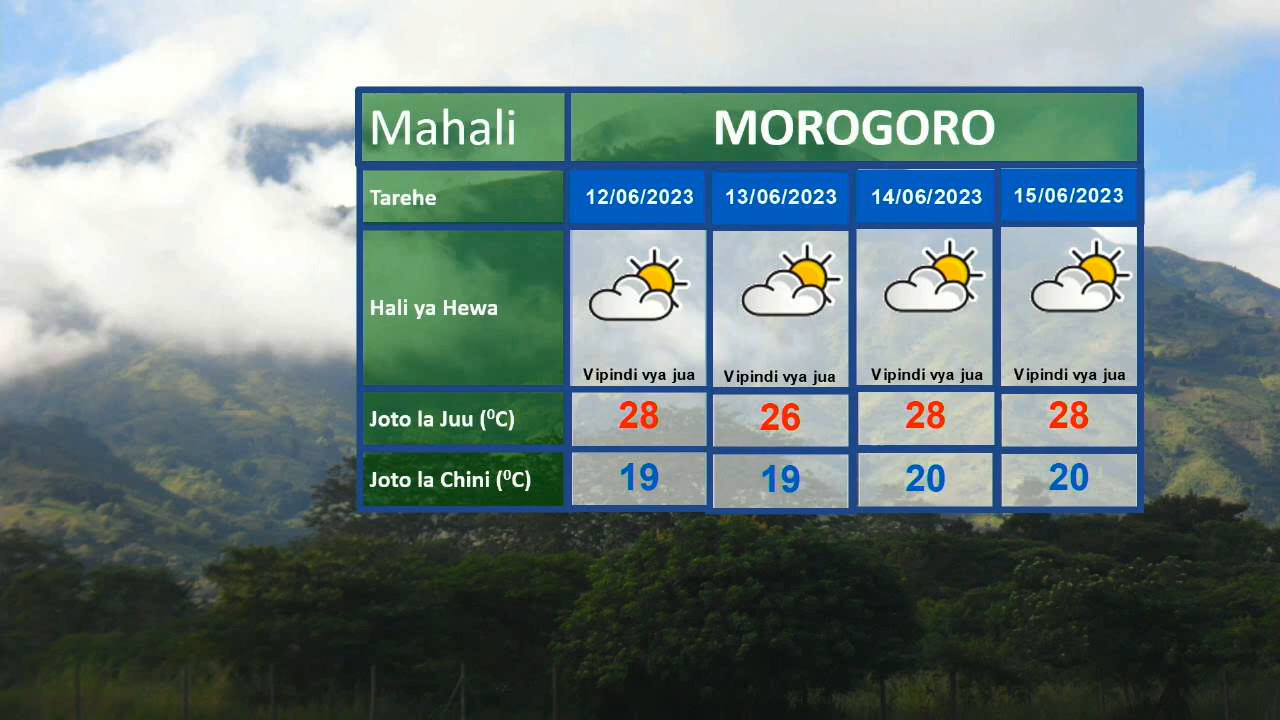 Mahali MOROGORO
Tarehe 12/06/2023 13/06/2023 14/06/2023 15/06/2023
Hali ya Hewa
Vipindi vya jua Vipindi vya jua Vipindi vya jua Vipindi vya jua
Joto la Juu (⁰C) 28 26 28 28
Joto la Chini (⁰C) 19 19 20 20